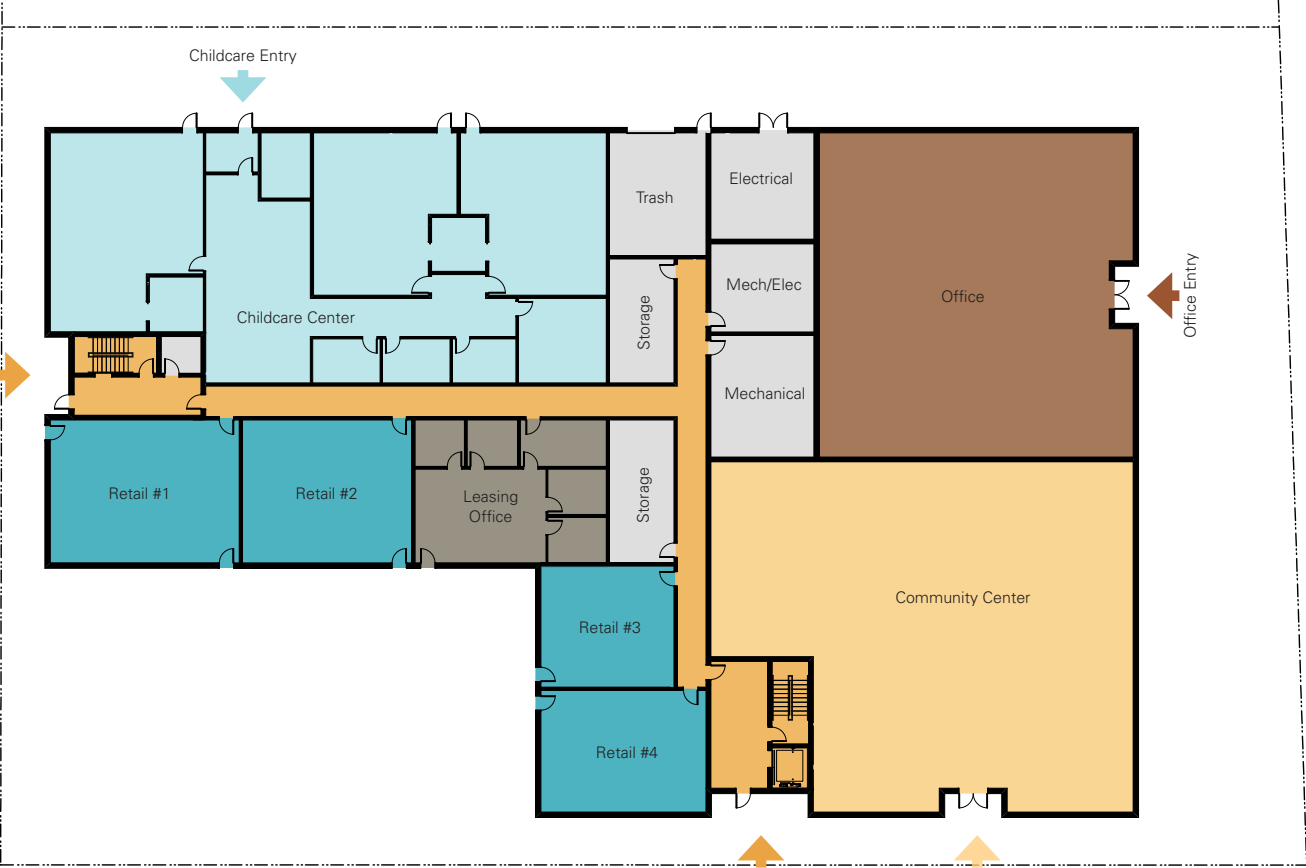 Childcare Entry
Electrical
Trash
Mech/Elec
Office
Office Entry
Storage
Childcare Center
Mechanical
Retail #1
Retail #2
Leasing
Office
Storage
Community Center
Retail #3
Retail #4